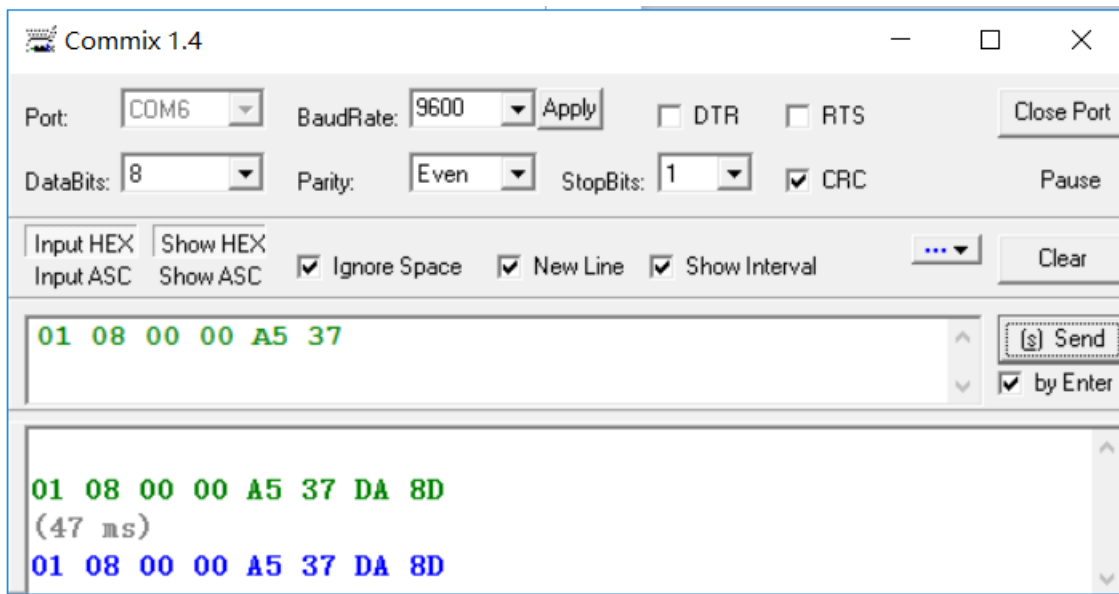 Commix 1.4
Port: COM6 BaudRate: 9600 Apply DTR RTS Close Port
DataBits: 8 Parity: Even StopBits: 1 CRC Pause
Input HEX Show HEX
Input ASC Show ASC Ignore Space New Line Show Interval ... Clear
01 08 00 00 A5 37 (s) Send
by Enter
01 08 00 00 A5 37 DA 8D
(47 ms)
01 08 00 00 A5 37 DA 8D